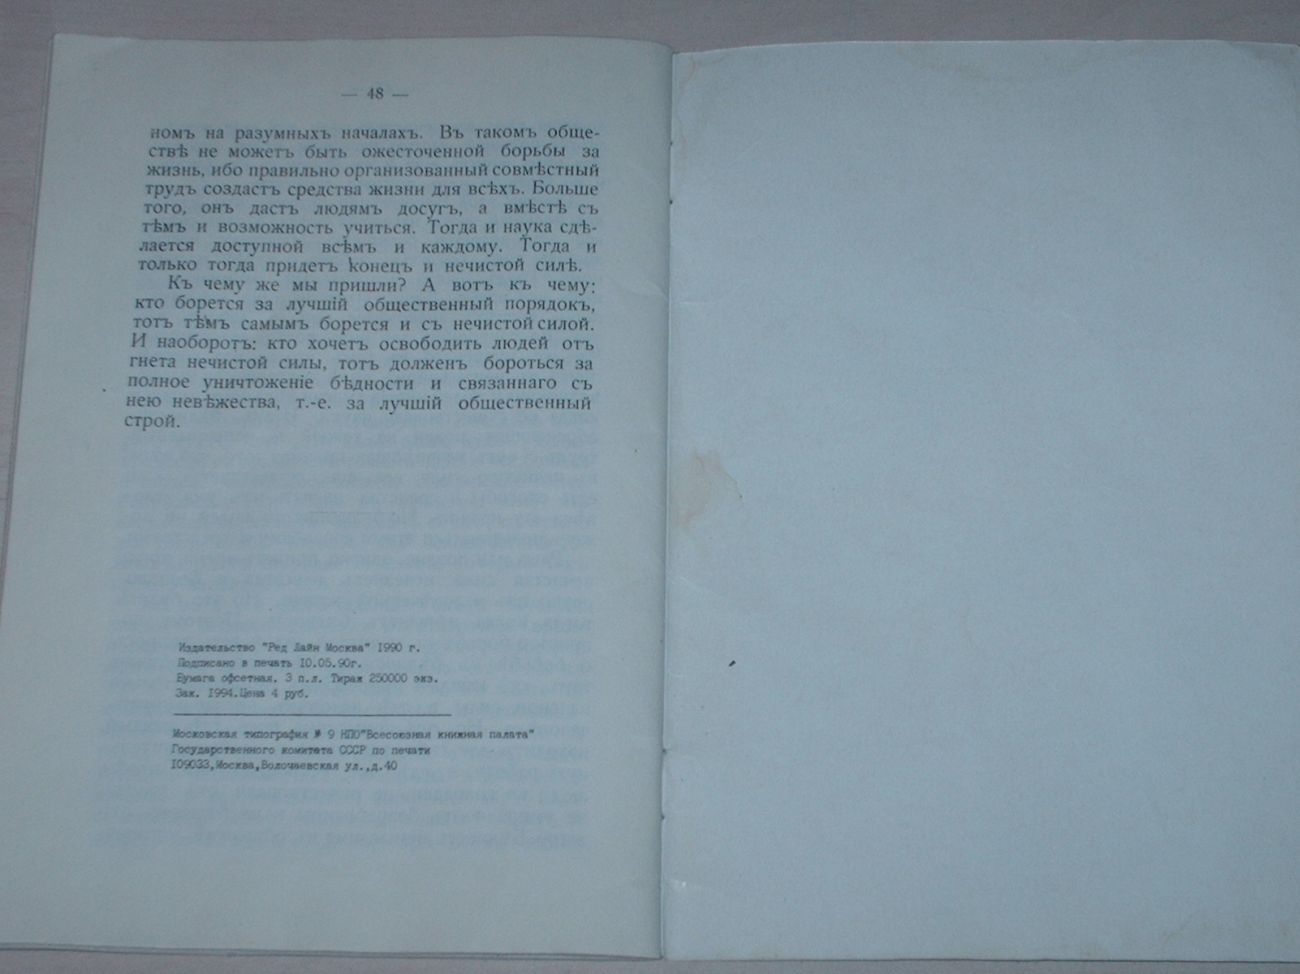 — 48 —
номъ на разумныхъ началахъ. Въ такомъ обще-
ствѣ не можетъ быть ожесточенной борьбы за
жизнь, ибо правильно организованный совмѣстный
трудъ создастъ средства жизни для всѣхъ. Больше
того, онъ дастъ людямъ досугъ, а вмѣстѣ съ
тѣмъ и возможность учиться. Тогда и наука сдѣ-
лается доступной всѣмъ и каждому. Тогда и
только тогда придетъ конецъ и нечистой силѣ.
Къ чему же мы пришли? А вотъ къ чему:
кто борется за лучшій общественный порядокъ,
тотъ тѣмъ самымъ борется и съ нечистой силой.
И наоборотъ: кто хочетъ освободить людей отъ
гнета нечистой силы, тотъ долженъ бороться за
полное уничтоженіе бѣдности и связаннаго съ
нею невѣжества, т.-е. за лучшій общественный
строй.
Издательство "Ред Лайн Москва" 1990 г.
Подписано в печать 10.05.90г.
Бумага офсетная. 3 п.л. Тираж 250000 экз.
Зак. 1994.Цена 4 руб.
Московская типография № 9 НПО"Всесоюзная книжная палата"
Государственного комитета СССР по печати
109033,Москва,Волочаевская ул.,д.40